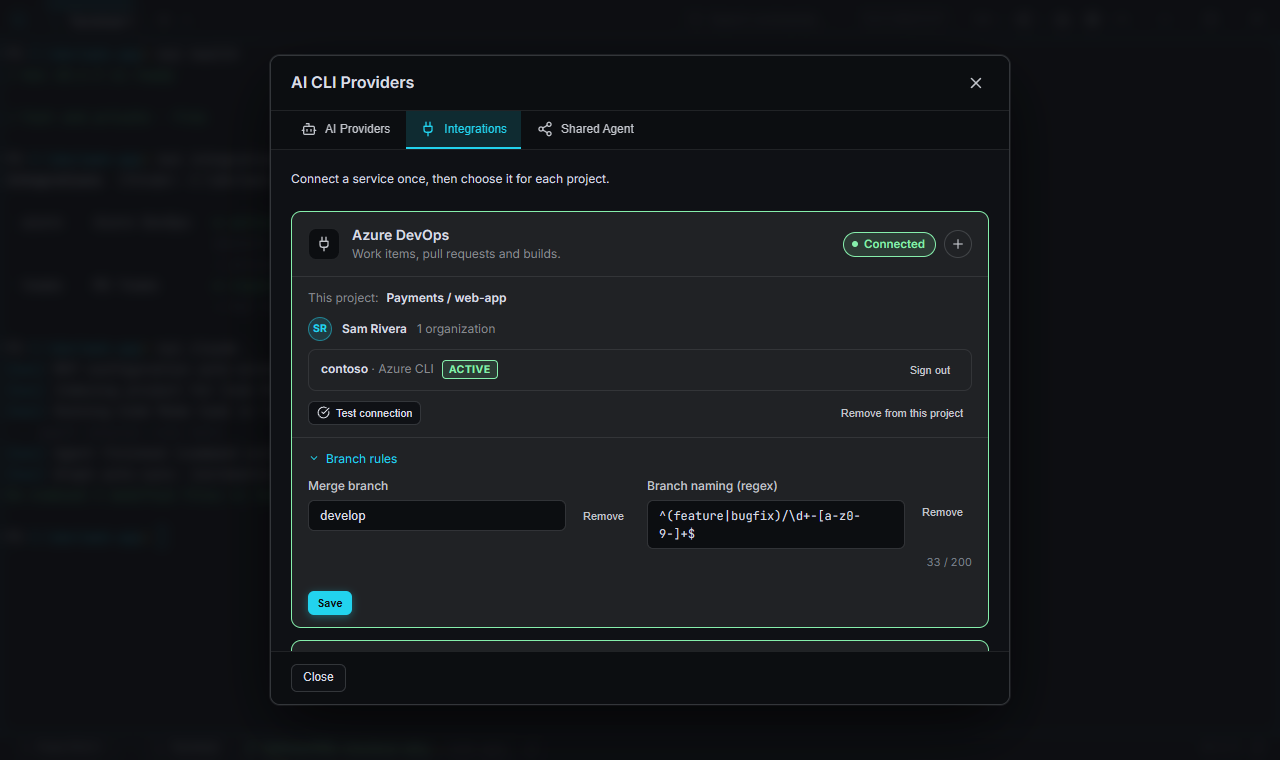 AI CLI Providers
AI Providers
Integrations
Shared Agent
Connect a service once, then choose it for each project.
Azure DevOps
Work items, pull requests and builds.
Connected
This project: Payments / web-app
SR
Sam Rivera 1 organization
contoso · Azure CLI ACTIVE
Sign out
Test connection
Remove from this project
Branch rules
Merge branch
develop
Remove
Branch naming (regex)
^(feature|bugfix)/\d+-[a-z0-
9-]+$
Remove
33 / 200
Save
Close